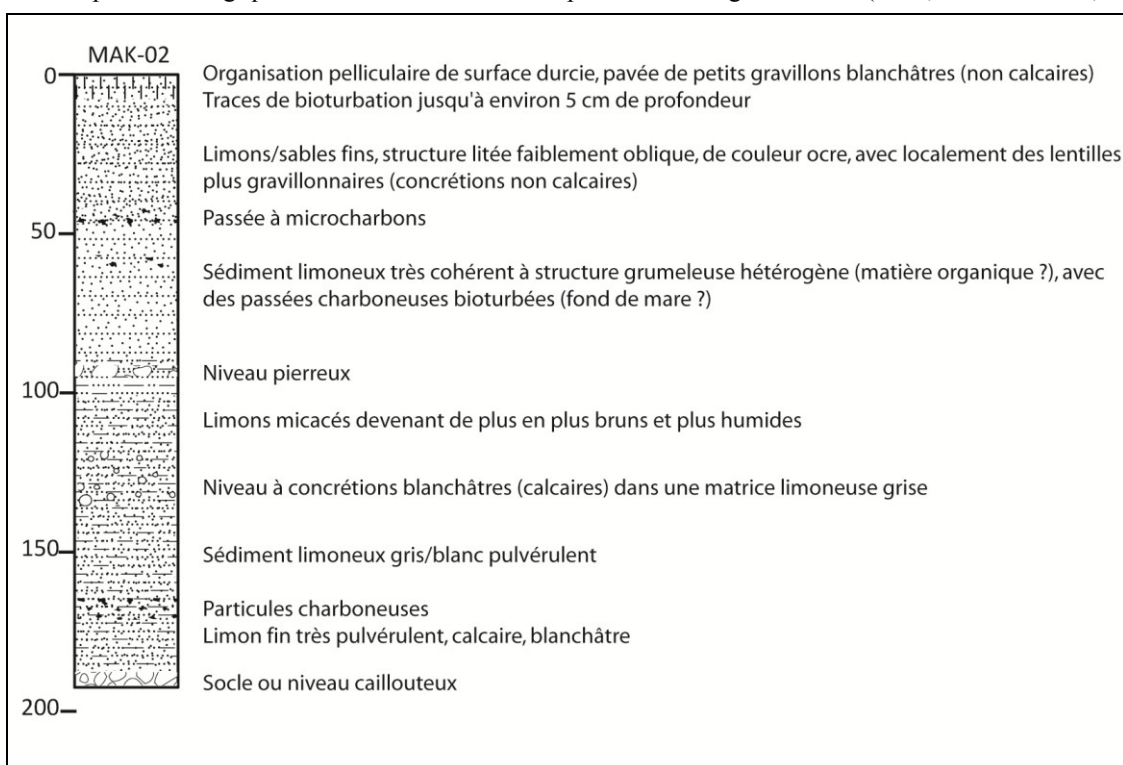 MAK-02
0
Organisation pelliculaire de surface durcie, pavée de petits gravillons blanchâtres (non calcaires)
Traces de bioturbation jusqu'à environ 5 cm de profondeur
Limons/sables fins, structure litée faiblement oblique, de couleur ocre, avec localement des lentilles
plus gravillonnaires (concrétions non calcaires)
Passée à microcharbons
50
Sédiment limoneux très cohérent à structure grumeleuse hétérogène (matière organique ?), avec
des passées charboneuses bioturbées (fond de mare ?)
Niveau pierreux
100
Limons micacés devenant de plus en plus bruns et plus humides
Niveau à concrétions blanchâtres (calcaires) dans une matrice limoneuse grise
150
Sédiment limoneux gris/blanc pulvérulent
Particules charboneuses
Limon fin très pulvérulent, calcaire, blanchâtre
Socle ou niveau caillouteux
200